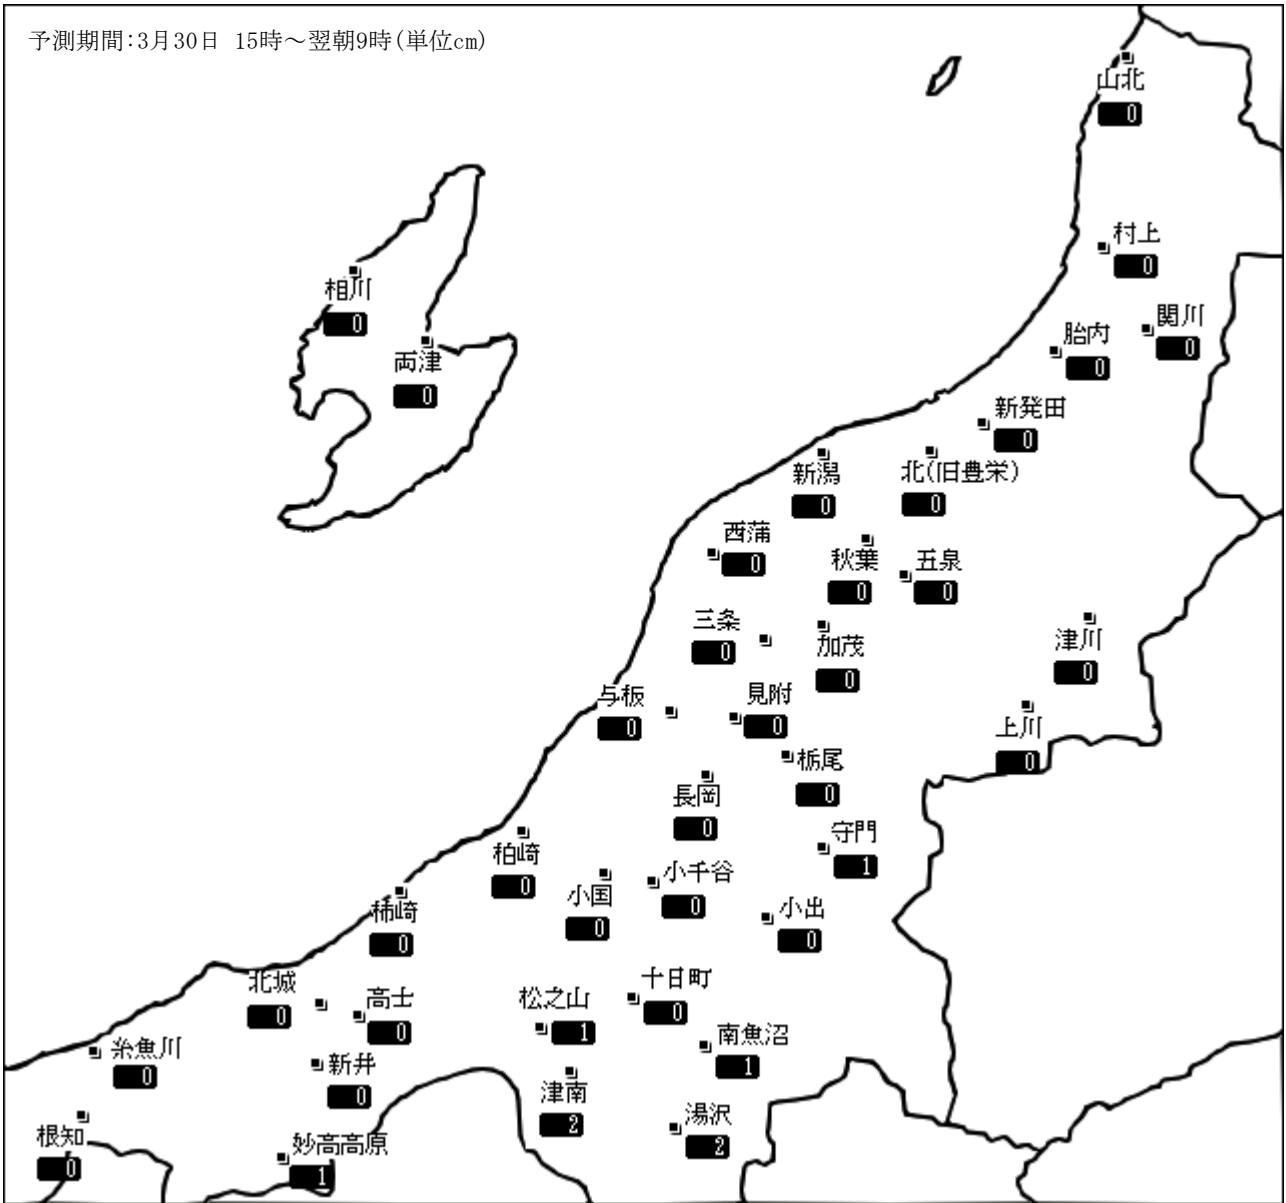 予測期間:3月30日 15時～翌朝9時(単位cm)
山北
0
村上
0
相川
0
関川
0
胎内
0
両津
0
新発田
0
新潟
0
北(旧豊栄)
0
西蒲
0
秋葉
0
五泉
0
三条
0
加茂
0
津川
0
与板
0
見附
0
上川
0
栃尾
0
長岡
0
守門
1
柏崎
0
小国
0
小千谷
0
小出
0
柿崎
0
北城
0
高士
0
松之山
1
十日町
0
南魚沼
1
糸魚川
0
新井
0
津南
2
湯沢
2
根知
0
妙高高原
1